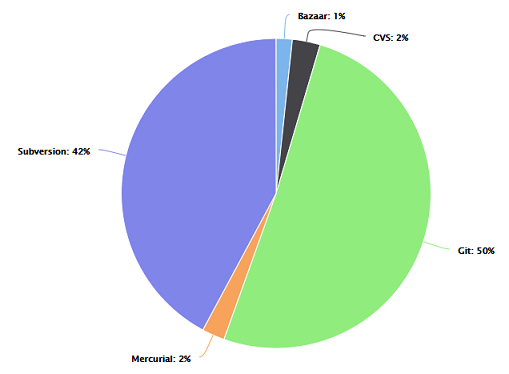 Bazaar: 1%
CVS: 2%
Subversion: 42%
Git: 50%
Mercurial: 2%